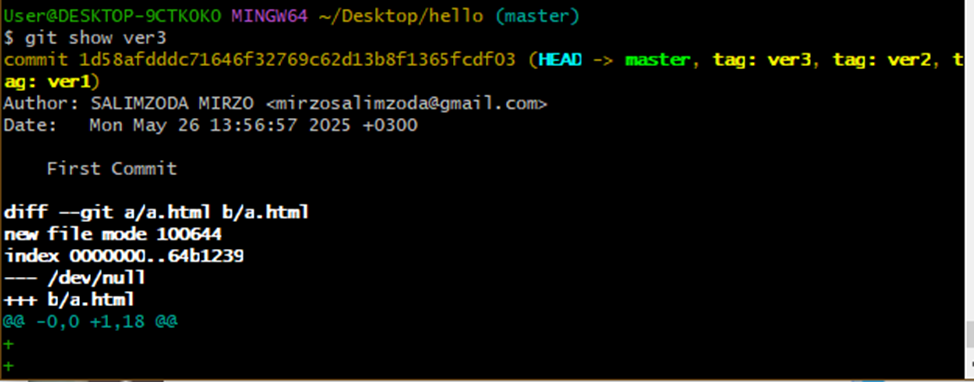 User@DESKTOP-9CTKOKO MINGW64 ~/Desktop/hello (master)
$ git show ver3
commit 1d58afdddc71646f32769c62d13b8f1365fcdf03 (HEAD -> master, tag: ver3, tag: ver2, t
ag: ver1)
Author: SALIMZODA MIRZO <mirzosalimzoda@gmail.com>
Date:   Mon May 26 13:56:57 2025 +0300
    First Commit
diff --git a/a.html b/a.html
new file mode 100644
index 0000000..64b1239
--- /dev/null
+++ b/a.html
@@ -0,0 +1,18 @@
+
+